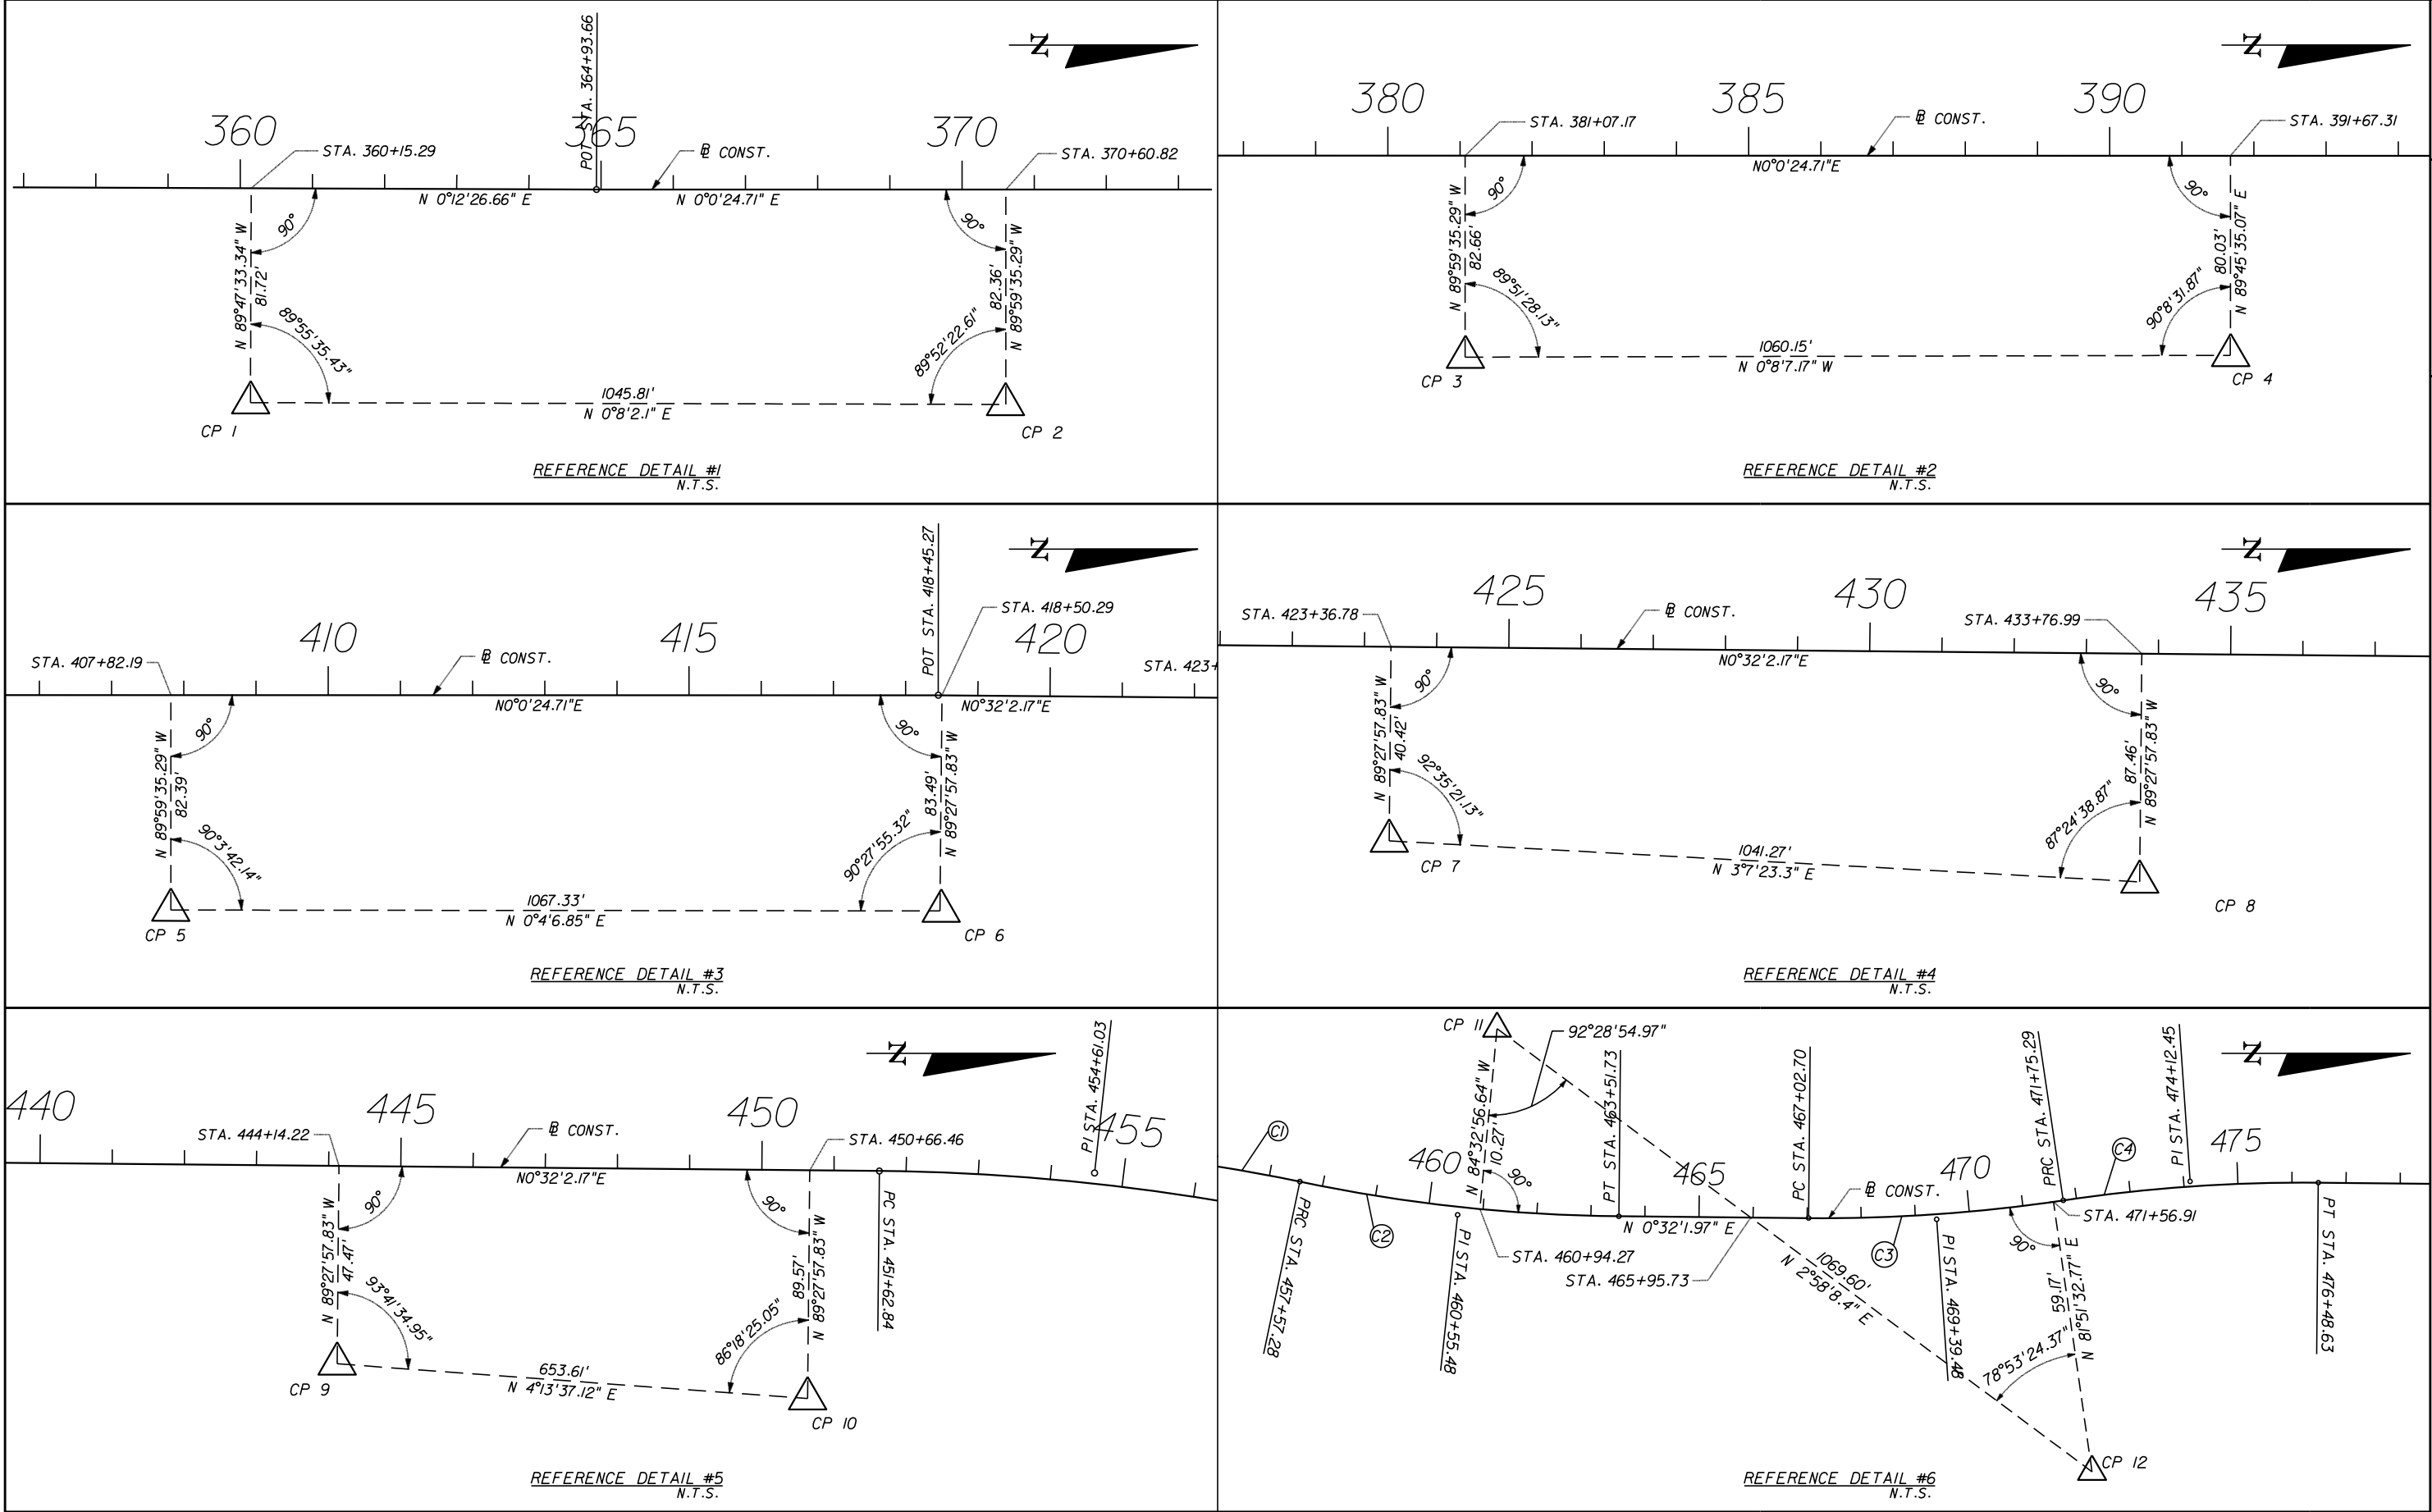 N
360
365
370
POT STA. 364+93.66
STA. 360+15.29
℄ CONST.
STA. 370+60.82
N 0°12'26.66" E
N 0°0'24.71" E
90°
90°
N 89°47'33.34" W
81.72'
82.36'
N 89°59'35.29" W
89°55'35.43"
89°52'22.61"
1045.81'
N 0°8'2.1" E
CP 1
CP 2
REFERENCE DETAIL #1
N.T.S.
N
380
385
390
STA. 381+07.17
℄ CONST.
STA. 391+67.31
N0°0'24.71"E
90°
90°
N 89°59'35.29" W
82.66'
80.03'
N 89°45'35.07" E
89°51'28.13"
90°8'31.87"
1060.15'
N 0°8'7.17" W
CP 3
CP 4
REFERENCE DETAIL #2
N.T.S.
N
POT STA. 418+45.27
STA. 418+50.29
410
415
420
STA. 407+82.19
℄ CONST.
STA. 423+
N0°0'24.71"E
N0°32'2.17"E
90°
90°
N 89°59'35.29" W
82.39'
83.49'
N 89°27'57.83" W
90°3'42.14"
90°27'55.32"
1067.33'
N 0°4'6.85" E
CP 5
CP 6
REFERENCE DETAIL #3
N.T.S.
N
425
430
435
STA. 423+36.78
℄ CONST.
STA. 433+76.99
N0°32'2.17"E
90°
90°
N 89°27'57.83" W
40.42'
87.46'
N 89°27'57.83" W
92°35'21.13"
87°24'38.87"
1041.27'
N 3°7'23.3" E
CP 7
CP 8
REFERENCE DETAIL #4
N.T.S.
N
PI STA. 454+61.03
440
445
450
455
STA. 444+14.22
℄ CONST.
STA. 450+66.46
N0°32'2.17"E
90°
90°
PC STA. 451+62.84
N 89°27'57.83" W
47.47'
89.57'
N 89°27'57.83" W
93°41'34.95"
86°18'25.05"
653.61'
N 4°13'37.12" E
CP 9
CP 10
REFERENCE DETAIL #5
N.T.S.
CP 11
92°28'54.97"
N
PT STA. 463+51.73
PC STA. 467+02.70
PRC STA. 471+75.29
PI STA. 474+12.45
C1
N 84°32'56.64" W
10.27'
90°
460
465
470
475
C4
℄ CONST.
C2
N 0°32'1.97" E
C3
STA. 471+56.91
90°
PRC STA. 457+57.28
PI STA. 460+55.48
STA. 460+94.27
STA. 465+95.73
PI STA. 469+39.48
PT STA. 476+48.63
1069.60'
N 2°58'8.4" E
59.17'
N 81°51'32.77" E
78°53'24.37"
CP 12
REFERENCE DETAIL #6
N.T.S.